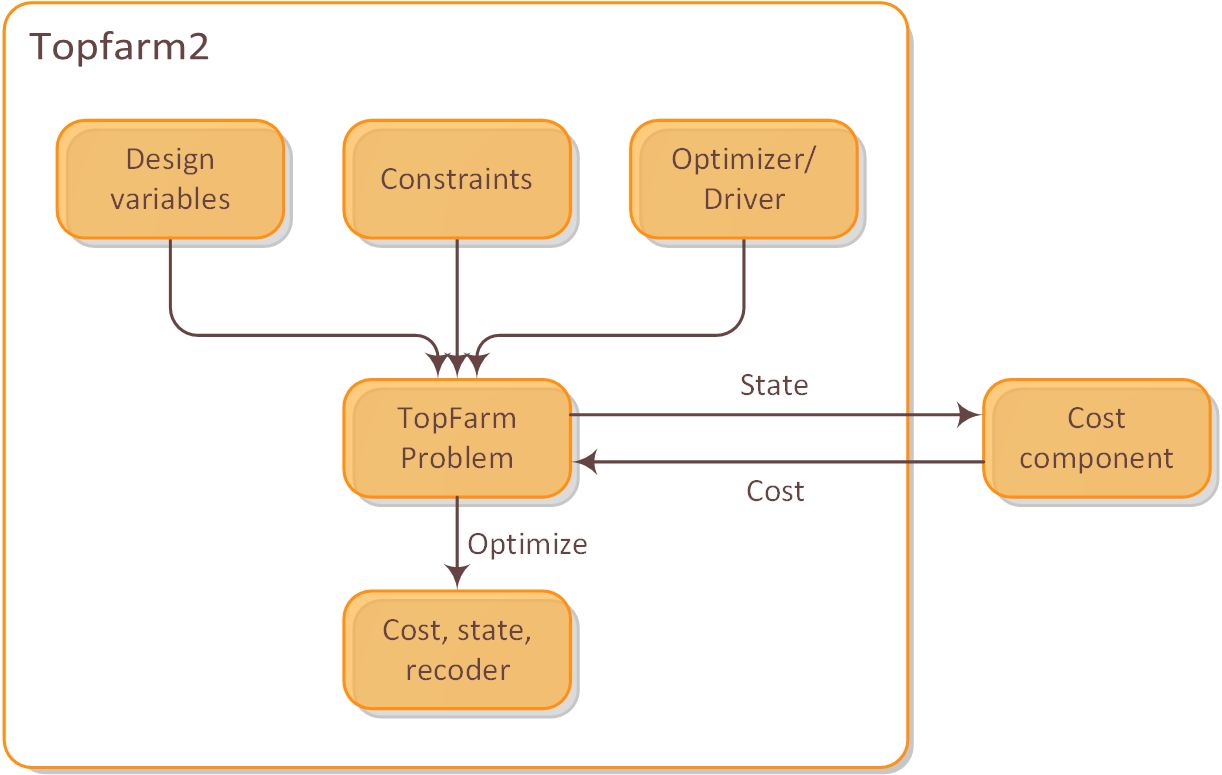 Topfarm2
Design
variables
Constraints
Optimizer/
Driver
State
TopFarm
Problem
Cost
component
Cost
Optimize
Cost, state,
recoder